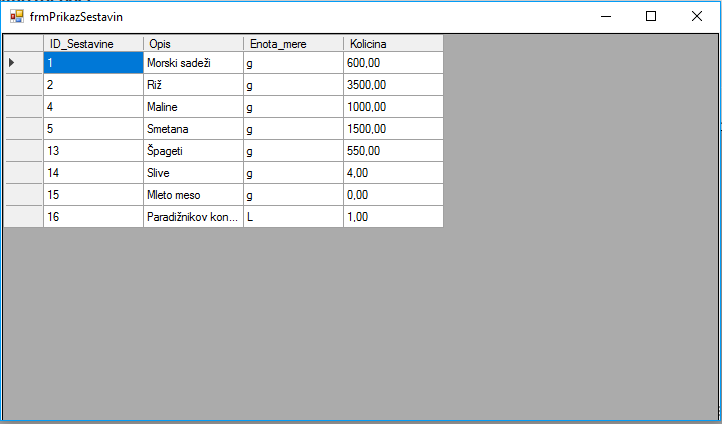 frmPrikazSestavin
ID_Sestavine Opis Enota_mere Kolicina
1 Morski sadeži g 600,00
2 Riž g 3500,00
4 Maline g 1000,00
5 Smetana g 1500,00
13 Špageti g 550,00
14 Slive g 4,00
15 Mleto meso g 0,00
16 Paradižnikov kon... L 1,00